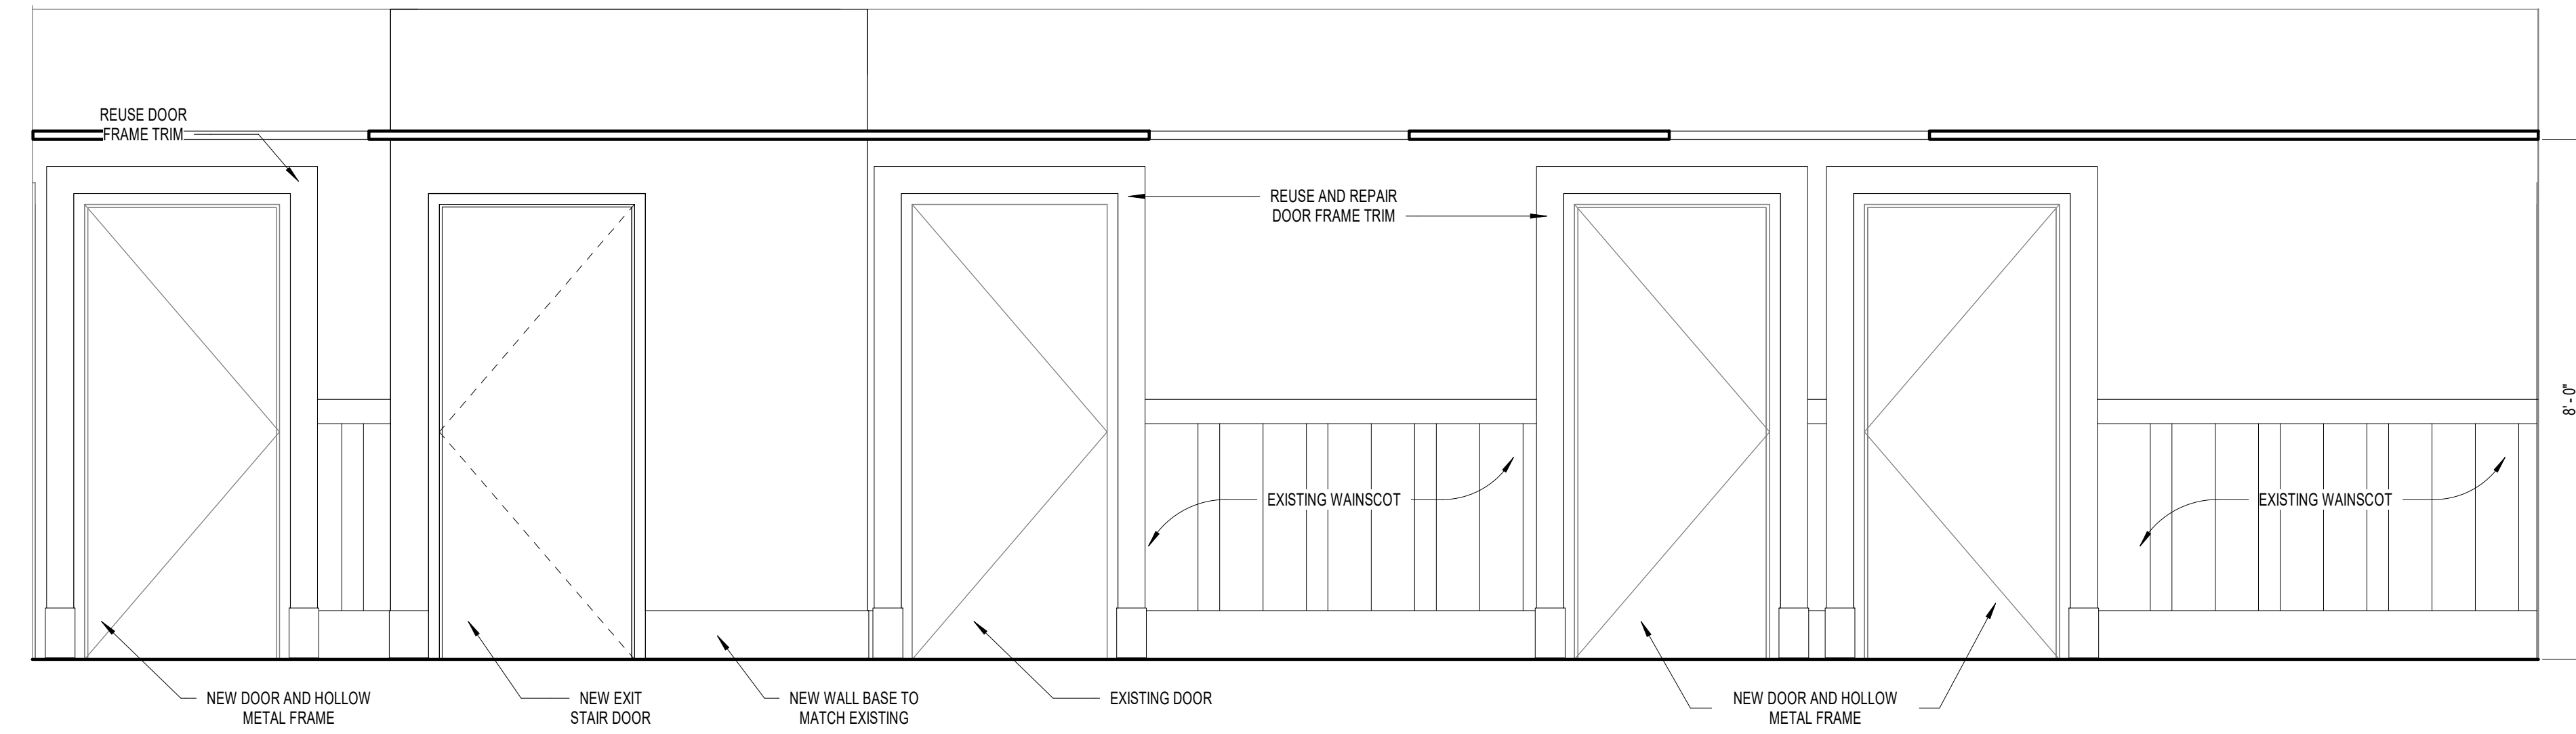 REUSE DOOR
FRAME TRIM
REUSE AND REPAIR
DOOR FRAME TRIM
8' - 0"
EXISTING WAINSCOT
EXISTING WAINSCOT
NEW DOOR AND HOLLOW
METAL FRAME
NEW EXIT
STAIR DOOR
NEW WALL BASE TO
MATCH EXISTING
EXISTING DOOR
NEW DOOR AND HOLLOW
METAL FRAME